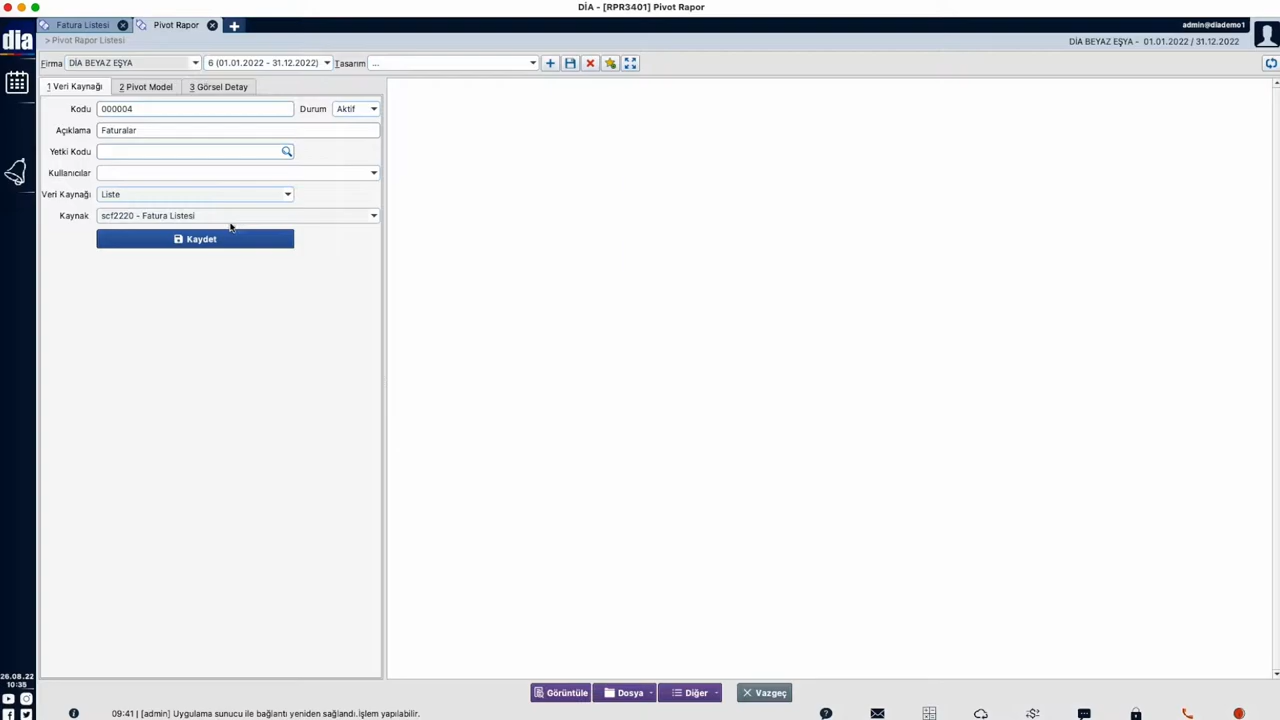 DİA - [RPR3401] Pivot Rapor
dia
Fatura Listesi
Pivot Rapor
admin@diademo1
> Pivot Rapor Listesi
DİA BEYAZ EŞYA - 01.01.2022 / 31.12.2022
Firma DİA BEYAZ EŞYA 6 (01.01.2022 - 31.12.2022) Tasarım ...
1 Veri Kaynağı 2 Pivot Model 3 Görsel Detay
Kodu 000004 Durum Aktif
Açıklama Faturalar
Yetki Kodu
Kullanıcılar
Veri Kaynağı Liste
Kaynak scf2220 - Fatura Listesi
Kaydet
26.08.22
10:35
Görüntüle Dosya Diğer Vazgeç
09:41 | [admin] Uygulama sunucu ile bağlantı yeniden sağlandı.İşlem yapılabilir.